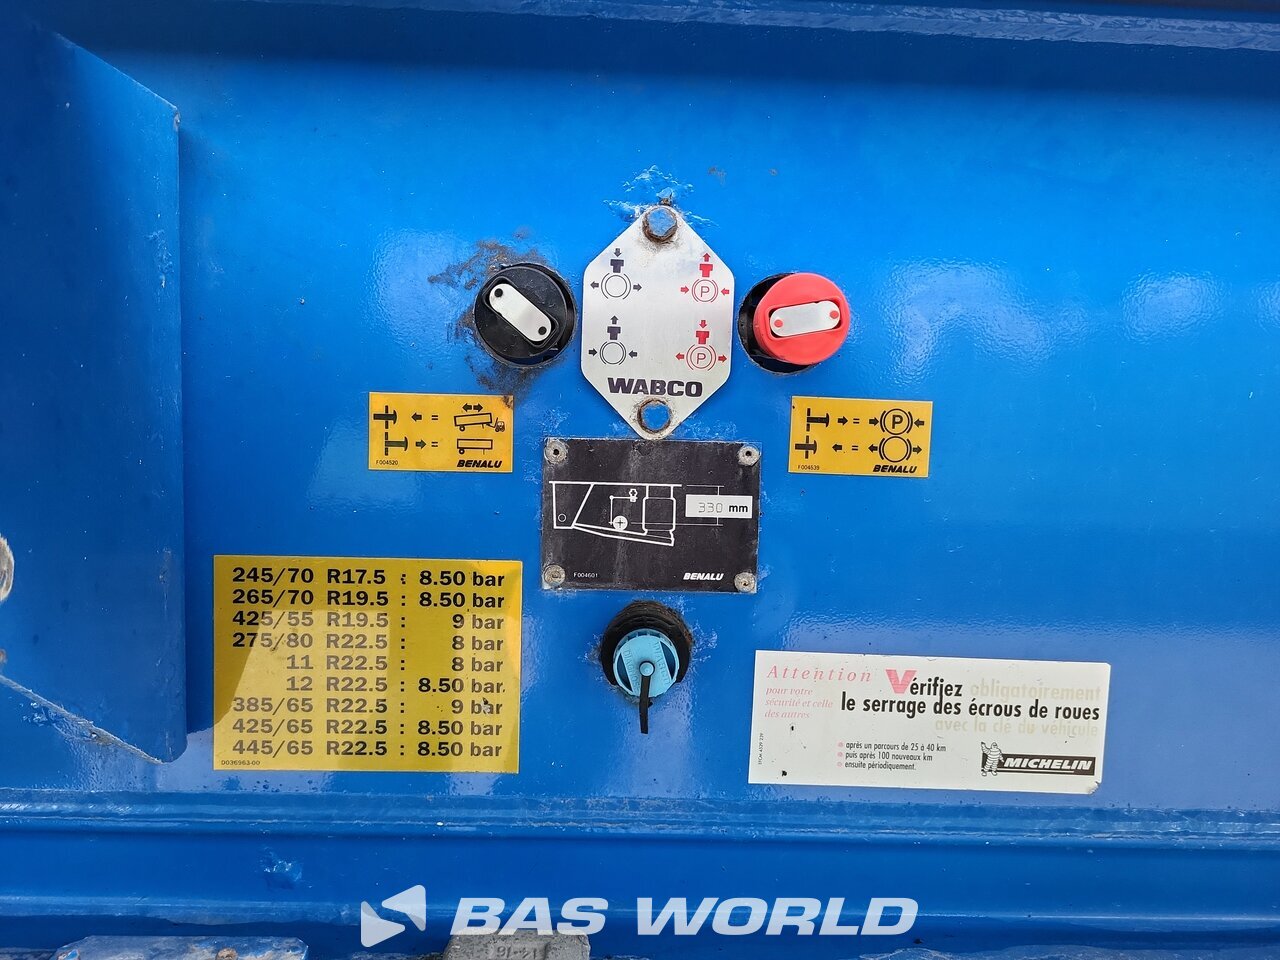 P
P
WABCO
=
=
F004520
BENALU
P
=
=
F004539
BENALU
330 mm
F004601
BENALU
245/70 R17.5 : 8.50 bar
265/70 R19.5 : 8.50 bar
425/55 R19.5 : 9 bar
275/80 R22.5 : 8 bar
11 R22.5 : 8 bar
12 R22.5 : 8.50 bar
385/65 R22.5 : 9 bar
425/65 R22.5 : 8.50 bar
445/65 R22.5 : 8.50 bar
D036963-00
Attention
pour votre
sécurité et celle
des autres
Vérifiez obligatoirement
le serrage des écrous de roues
avec la clé du véhicule
après un parcours de 25 à 40 km
puis après 100 nouveaux km
ensuite périodiquement.
MICHELIN
BAS WORLD